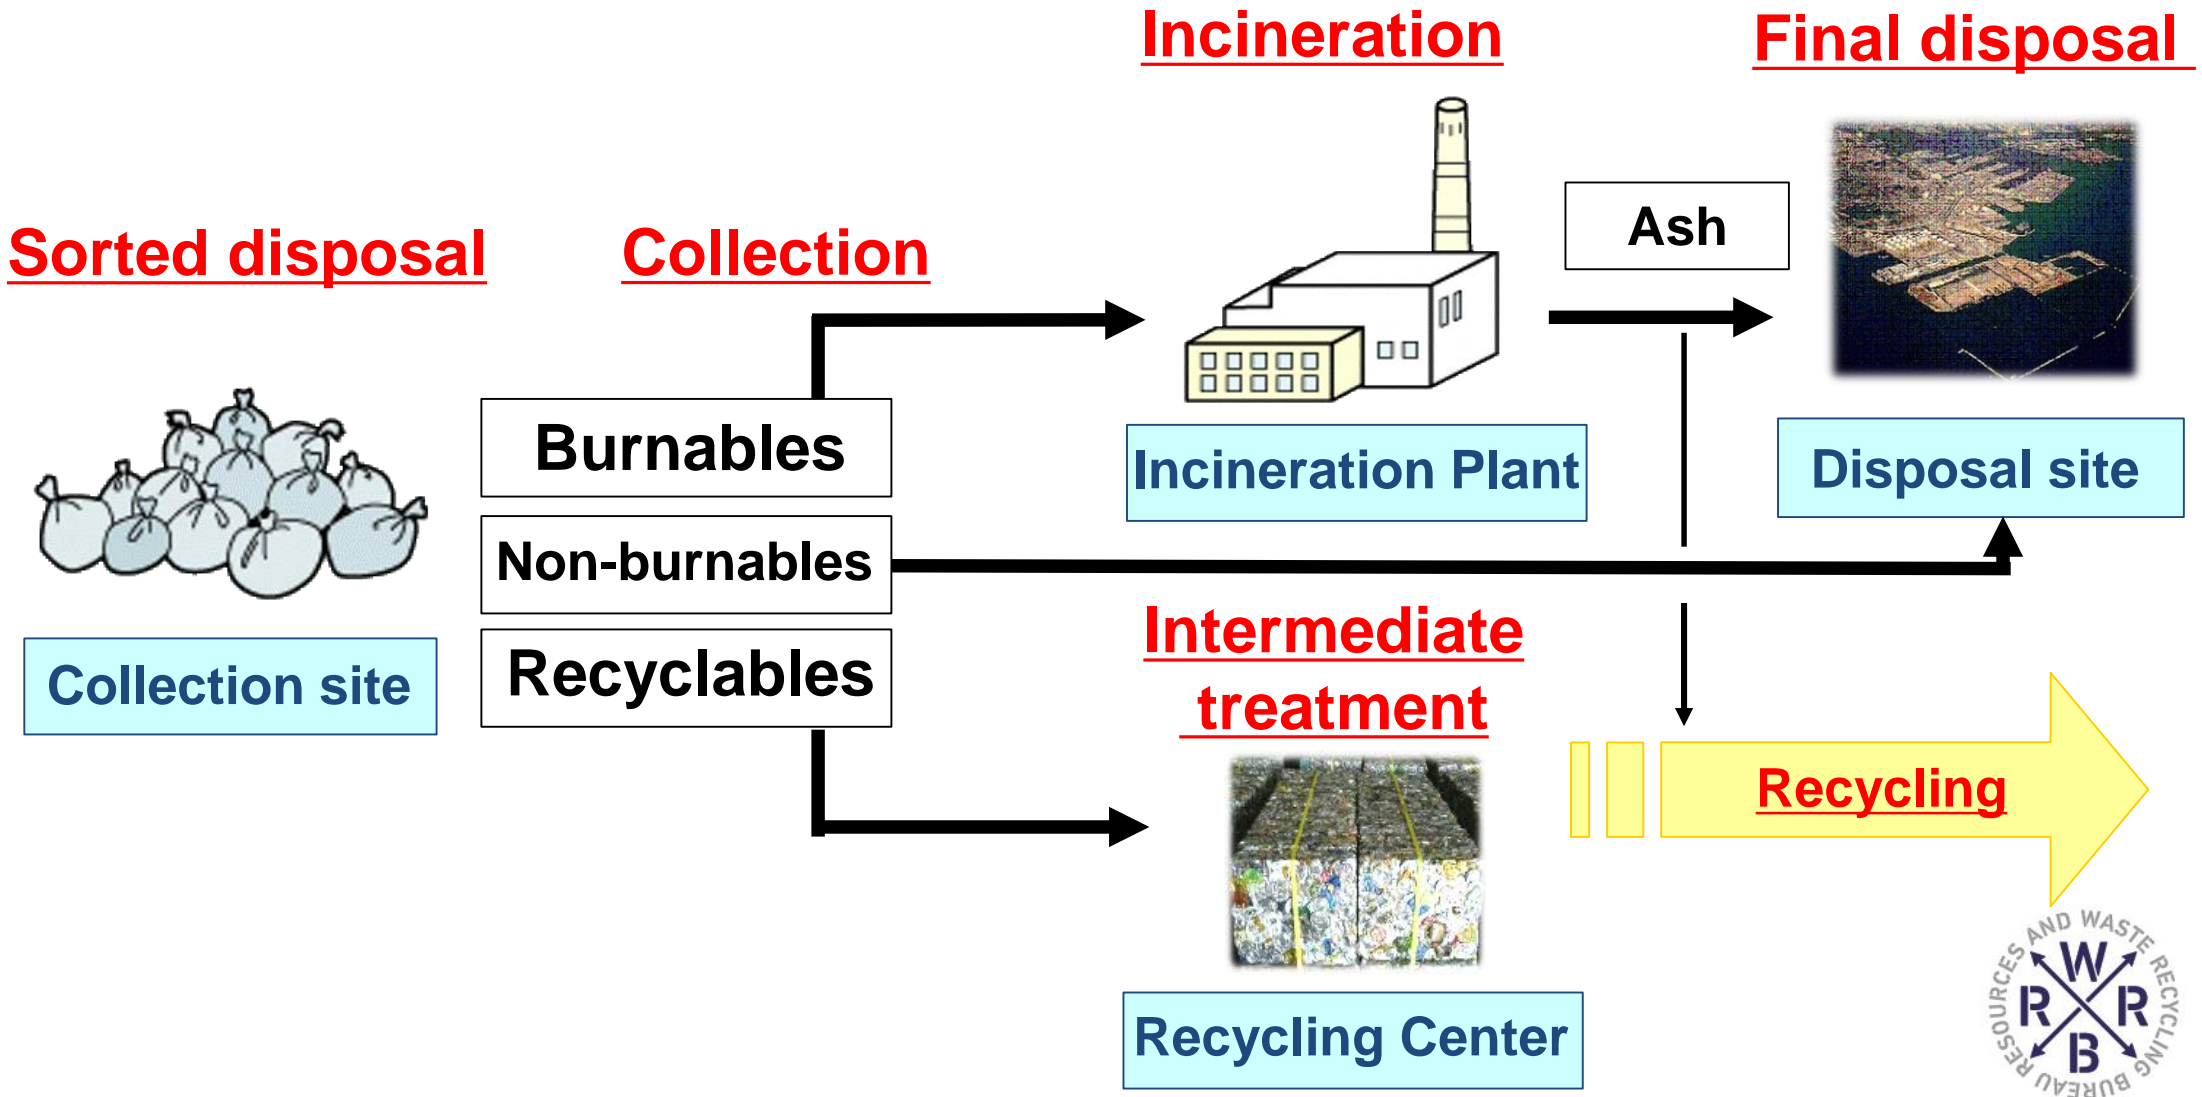 Incineration
Final disposal
Ash
Sorted disposal
Collection
Burnables
Incineration Plant
Disposal site
Non-burnables
Intermediate
treatment
Collection site
Recyclables
Recycling
Recycling Center
RESOURCES AND WASTE RECYCLING BUREAU
W
R R
B